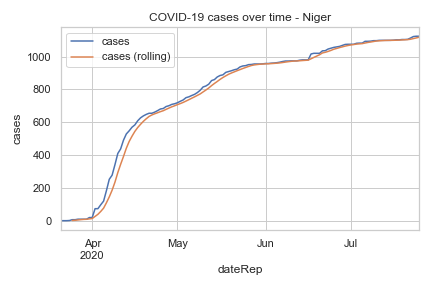 COVID-19 cases over time - Niger
cases
cases (rolling)
cases
1000
800
600
400
200
0
Apr
2020
May
Jun
Jul
dateRep